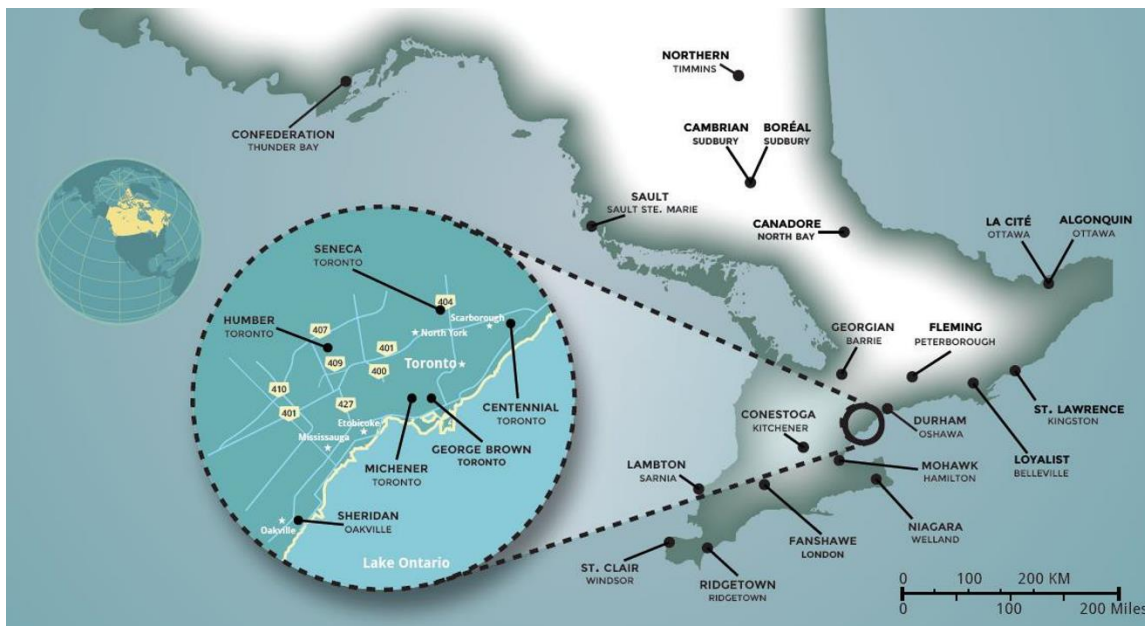 NORTHERN
TIMMINS
CONFEDERATION
THUNDER BAY
CAMBRIAN
SUDBURY
BORÉAL
SUDBURY
SAULT
SAULT STE. MARIE
CANADORE
NORTH BAY
LA CITÉ
OTTAWA
ALGONQUIN
OTTAWA
SENECA
TORONTO
404
Scarborough
HUMBER
TORONTO
407
North York
401
409
400
Toronto
410
401
427
Etobicoke
Mississauga
CENTENNIAL
TORONTO
GEORGE BROWN
TORONTO
MICHENER
TORONTO
SHERIDAN
OAKVILLE
Oakville
Lake Ontario
GEORGIAN
BARRIE
FLEMING
PETERBOROUGH
CONESTOGA
KITCHENER
DURHAM
OSHAWA
ST. LAWRENCE
KINGSTON
LOYALIST
BELLEVILLE
LAMBTON
SARNIA
MOHAWK
HAMILTON
NIAGARA
WELLAND
FANSHAWE
LONDON
ST. CLAIR
WINDSOR
RIDGETOWN
RIDGETOWN
0 100 200 KM
0 100 200 Miles